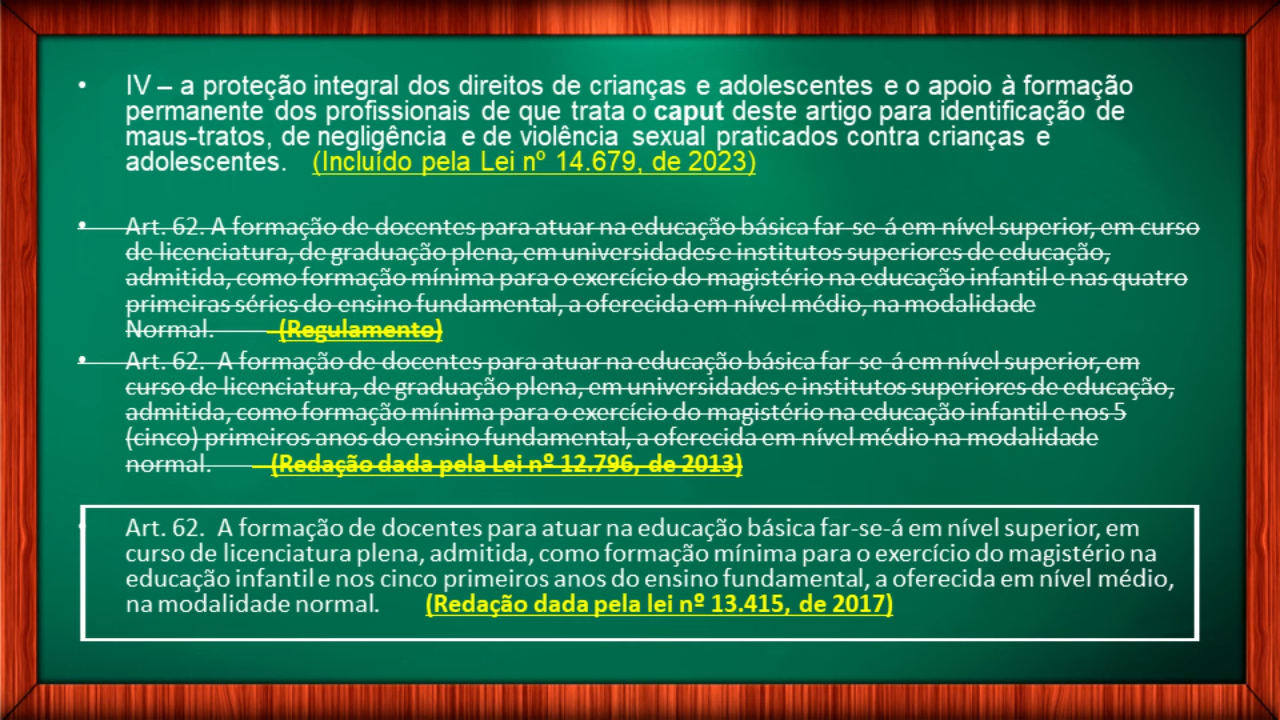 • IV – a proteção integral dos direitos de crianças e adolescentes e o apoio à formação
permanente dos profissionais de que trata o caput deste artigo para identificação de
maus-tratos, de negligência e de violência sexual praticados contra crianças e
adolescentes. (Incluído pela Lei nº 14.679, de 2023)
• Art. 62. A formação de docentes para atuar na educação básica far-se-á em nível superior, em curso
de licenciatura, de graduação plena, em universidades e institutos superiores de educação,
admitida, como formação mínima para o exercício do magistério na educação infantil e nas quatro
primeiras séries do ensino fundamental, a oferecida em nível médio, na modalidade
Normal. (Regulamento)
• Art. 62. A formação de docentes para atuar na educação básica far-se-á em nível superior, em
curso de licenciatura, de graduação plena, em universidades e institutos superiores de educação,
admitida, como formação mínima para o exercício do magistério na educação infantil e nos 5
(cinco) primeiros anos do ensino fundamental, a oferecida em nível médio na modalidade
normal. (Redação dada pela Lei nº 12.796, de 2013)
• Art. 62. A formação de docentes para atuar na educação básica far-se-á em nível superior, em
curso de licenciatura plena, admitida, como formação mínima para o exercício do magistério na
educação infantil e nos cinco primeiros anos do ensino fundamental, a oferecida em nível médio,
na modalidade normal. (Redação dada pela lei nº 13.415, de 2017)